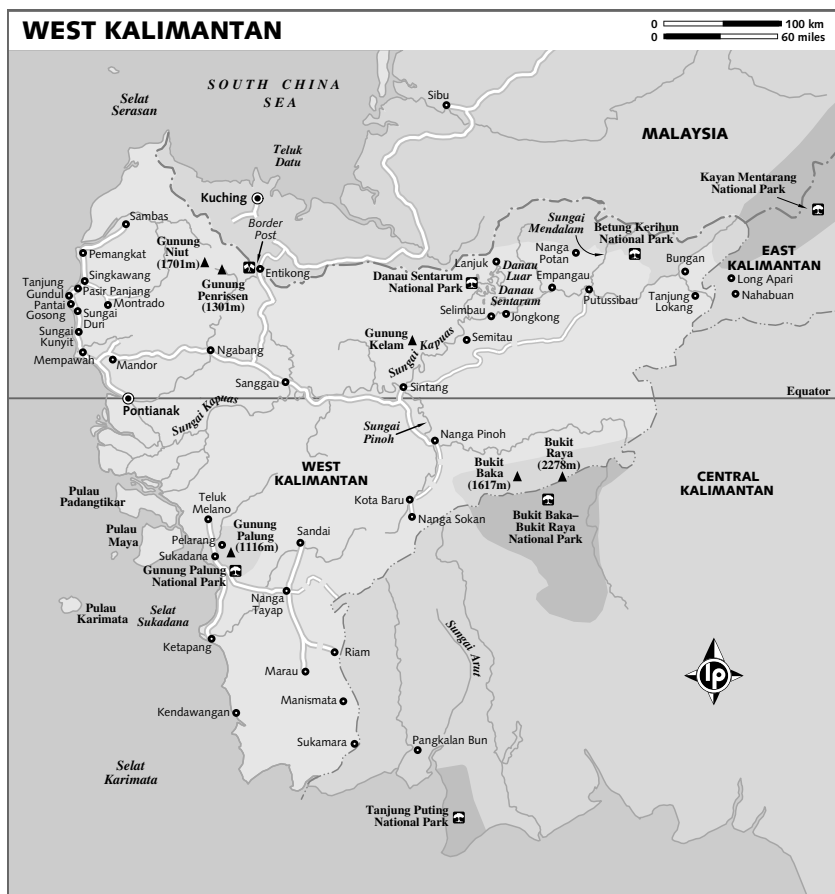 WEST KALIMANTAN
0 100 km
0 60 miles
SOUTH CHINA
SEA
Selat
Serasan
Sibu
Teluk
Datu
MALAYSIA
Kayan Mentarang
National Park
Kuching
Border
Post
Sambas
Gunung
Niut
(1701m)
Pemangkat
Entikong
Gunung
Penrissen
(1301m)
Singkawang
Tanjung
Gundul
Pasir Panjang
Pantai
Gosong
Montrado
Sungai
Duri
Sungai
Kunyit
Mempawah
Mandor
Ngabang
Sanggau
Pontianak
Sungai Kapuas
Sungai
Mendalam
Betung Kerihun
National Park
Nanga
Potan
Lanjuk
Danau
Luar
Danau Sentarum
National Park
Danau
Sentarum
Empangau
Putussibau
Bungan
Tanjung
Lokang
EAST
KALIMANTAN
Long Apari
Nahabuan
Selimbau
Jongkong
Semitau
Gunung
Kelam
Sungai Kapuas
Sintang
Equator
Sungai
Pinoh
Nanga Pinoh
Bukit
Raya
(2278m)
Bukit
Baka
(1617m)
WEST
KALIMANTAN
CENTRAL
KALIMANTAN
Kota Baru
Nanga Sokan
Bukit Baka–
Bukit Raya
National Park
Pulau
Padangtikar
Teluk
Melano
Pulau
Maya
Gunung
Palung
(1116m)
Sandai
Pelarang
Sukadana
Gunung Palung
National Park
Pulau
Karimata
Selat
Sukadana
Nanga
Tayap
Ketapang
Riam
Marau
Sungai Arut
Manismata
Kendawangan
Sukamara
Pangkalan Bun
Selat
Karimata
Tanjung Puting
National Park
lp